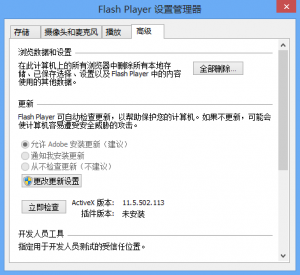 Flash Player 设置管理器
存储 摄像头和麦克风 播放 高级
浏览数据和设置
在此计算机上的所有浏览器中删除所有本地存
储、已保存选择、设置以及 Flash Player 中的内容
使用的其他数据。
全部删除...
更新
Flash Player 可自动检查更新，以帮助保护您的计算机。如果不更新，可能会
使计算机容易遭受安全威胁的攻击。
允许 Adobe 安装更新（建议）
通知我安装更新
从不检查更新（不建议）
更改更新设置
立即检查
ActiveX 版本: 11.5.502.113
插件版本: 未安装
开发人员工具
指定用于开发人员测试的受信任位置。